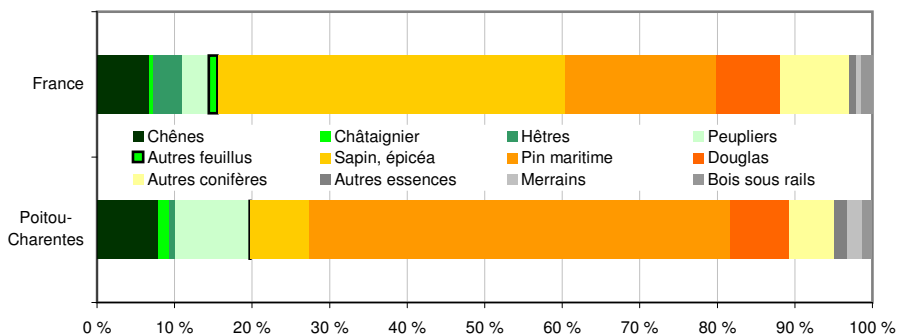 France
Chênes Châtaignier Hêtres Peupliers
Autres feuillus Sapin, épicéa Pin maritime Douglas
Autres conifères Autres essences Merrains Bois sous rails
Poitou-
Charentes
0 % 10 % 20 % 30 % 40 % 50 % 60 % 70 % 80 % 90 % 100 %